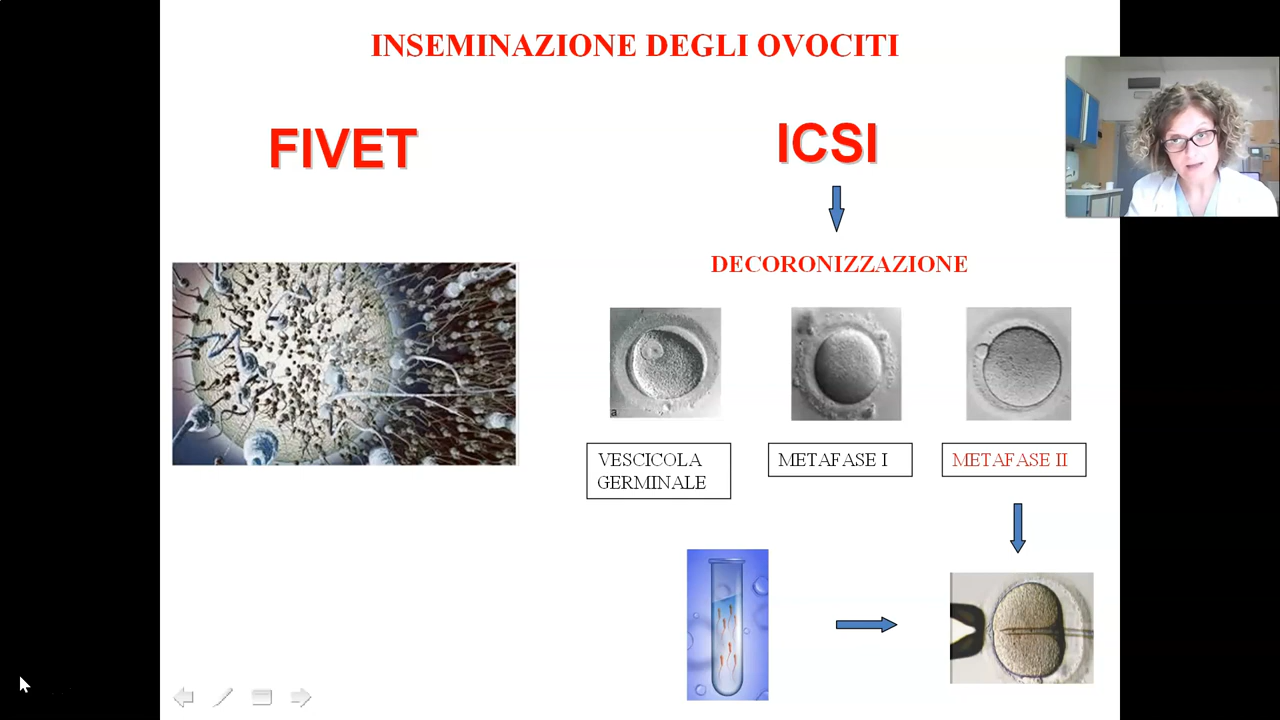 INSEMINAZIONE DEGLI OVOCITI
FIVET
ICSI
DECORONIZZAZIONE
a
VESCICOLA
GERMINALE
METAFASE I
METAFASE II